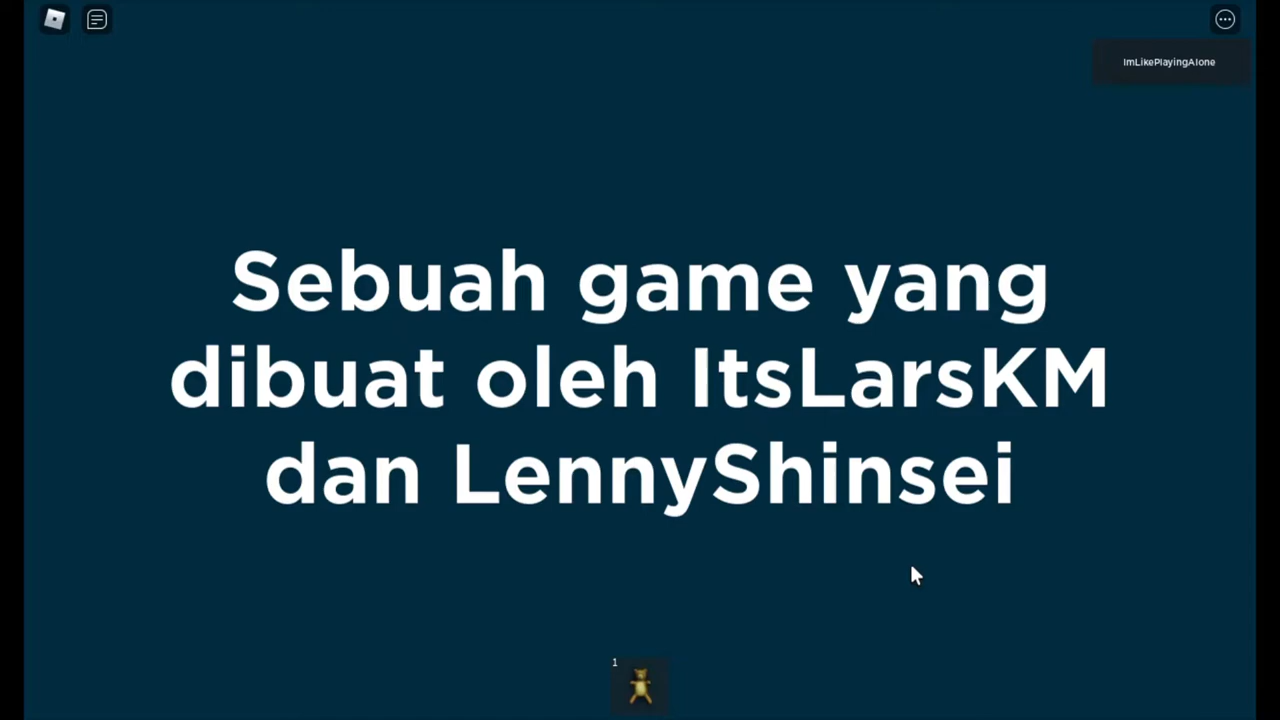 ImLikePlayingAlone
Sebuah game yang
dibuat oleh ItsLarsKM
dan LennyShinsei
1